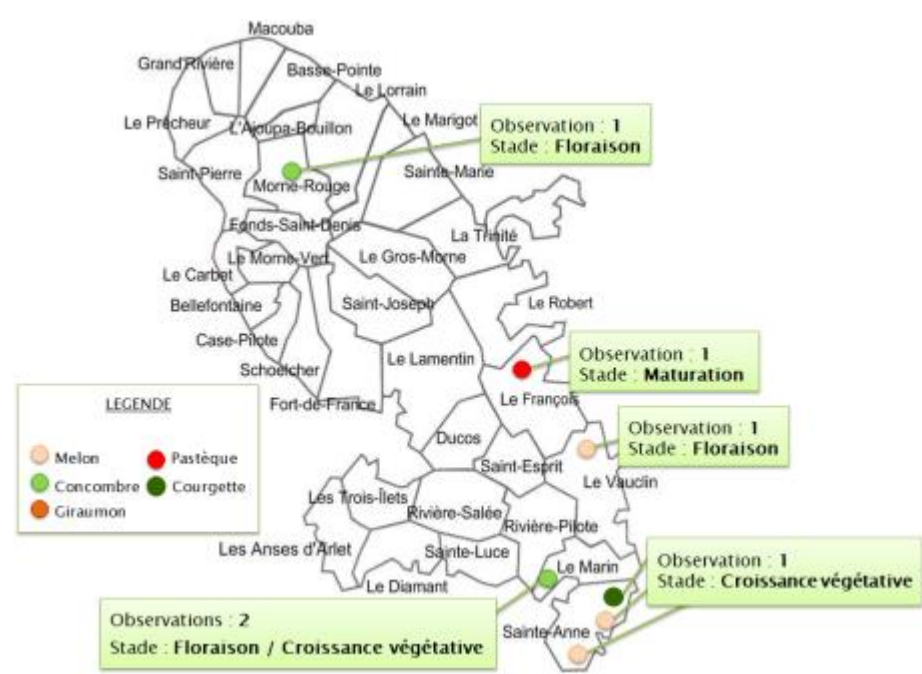 Macouba
Grand'Rivière
Basse-Pointe
Le Lorrain
Le Prêcheur
L'Ajoupa-Bouillon
Le Marigot
Observation : 1
Stade : Floraison
Saint-Pierre
Morne-Rouge
Sainte-Marie
Fonds-Saint-Denis
La Trinité
Le Morne-Vert
Le Gros-Morne
Le Carbet
Bellefontaine
Saint-Joseph
Le Robert
Case-Pilote
Schoelcher
Le Lamentin
Observation : 1
Stade : Maturation
Fort-de-France
Le François
LEGENDE
Melon
Pastèque
Concombre
Courgette
Giraumon
Ducos
Observation : 1
Stade : Floraison
Saint-Esprit
Le Vauclin
Les Trois-Îlets
Rivière-Salée
Rivière-Pilote
Les Anses d'Arlet
Sainte-Luce
Le Marin
Observation : 1
Stade : Croissance végétative
Le Diamant
Observations : 2
Stade : Floraison / Croissance végétative
Sainte-Anne